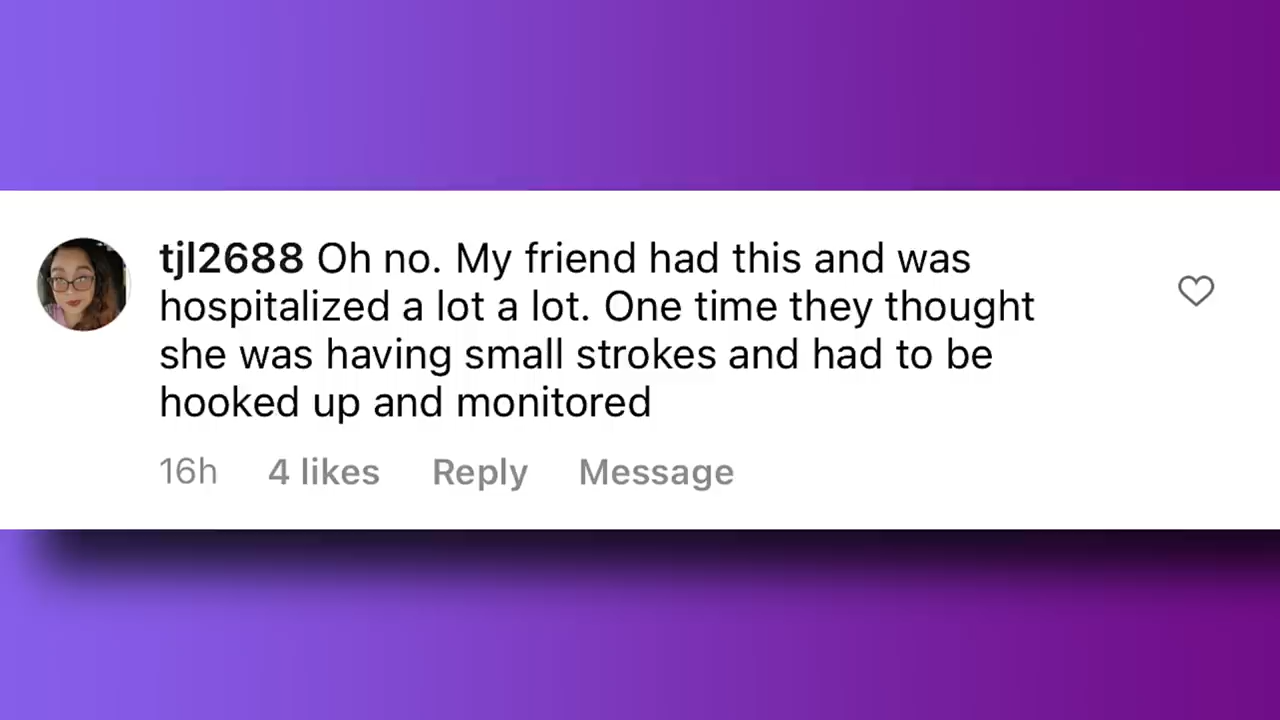 tjl2688 Oh no. My friend had this and was
hospitalized a lot a lot. One time they thought
she was having small strokes and had to be
hooked up and monitored
16h 4 likes Reply Message